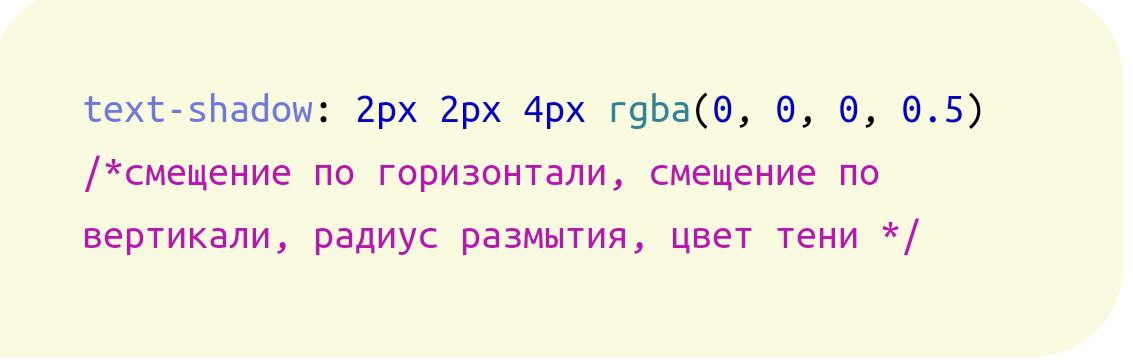 text-shadow: 2px 2px 4px rgba(0, 0, 0, 0.5)
/*смещение по горизонтали, смещение по
вертикали, радиус размытия, цвет тени */